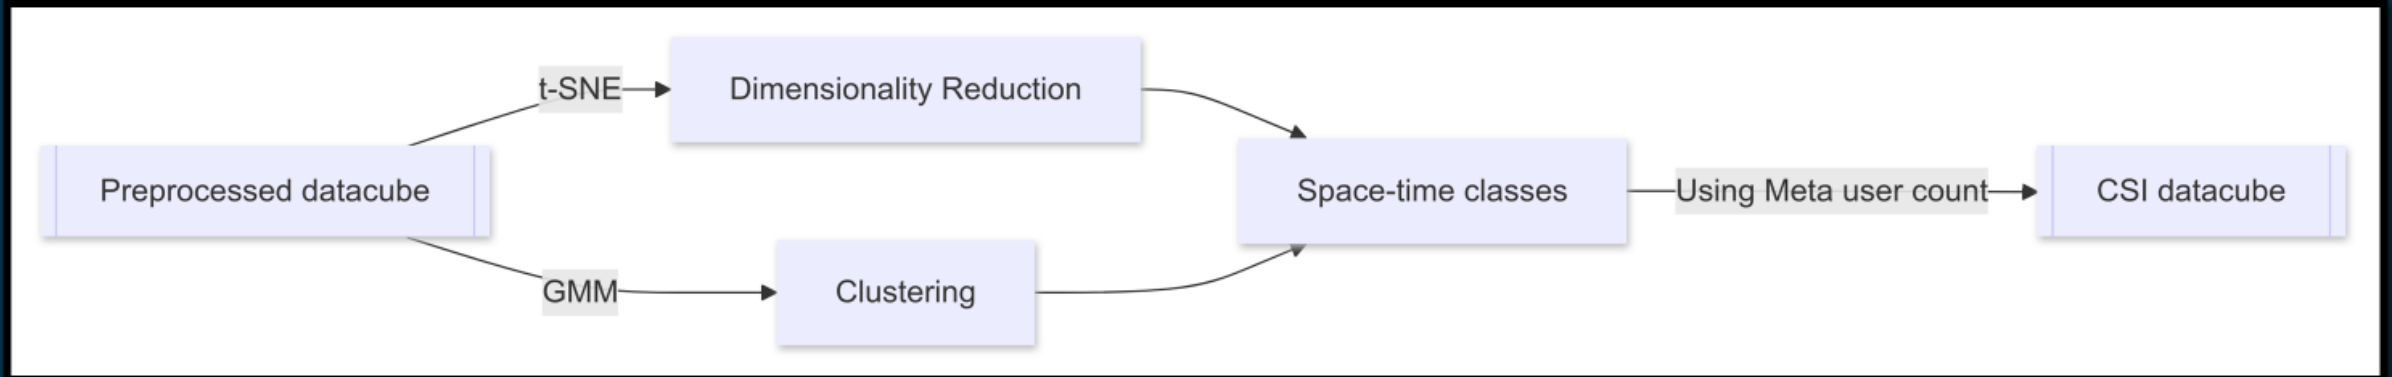 t-SNE
Dimensionality Reduction
Preprocessed datacube
Space-time classes
Using Meta user count
CSI datacube
GMM
Clustering